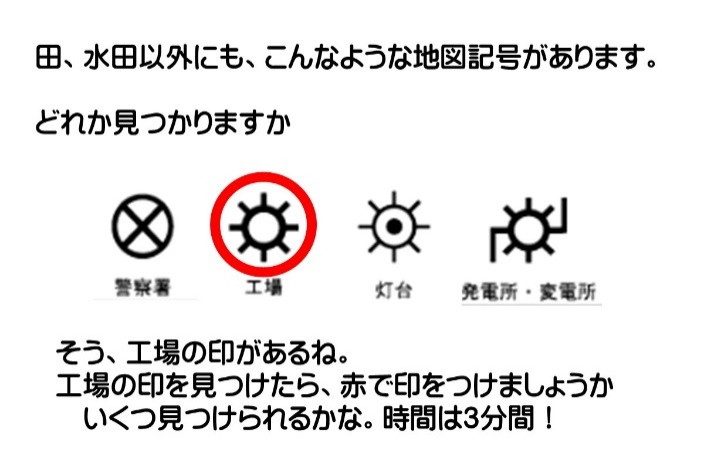 田、水田以外にも、こんなような地図記号があります。
どれか見つかりますか
警察署 工場 灯台 発電所・変電所
そう、工場の印があるね。
工場の印を見つけたら、赤で印をつけましょうか
いくつ見つけられるかな。時間は3分間！